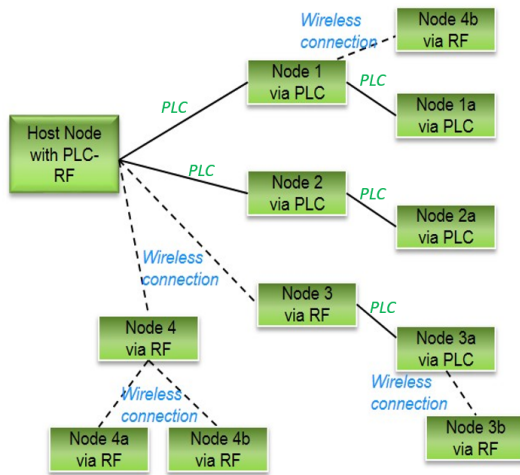 Wireless
connection
Node 4b
via RF
Node 1
via PLC
PLC
PLC
Node 1a
via PLC
Host Node
with PLC-
RF
PLC
Node 2
via PLC
PLC
Node 2a
via PLC
Wireless
connection
Node 3
via RF
PLC
Node 4
via RF
Node 3a
via PLC
Wireless
connection
Wireless
connection
Node 4a
via RF
Node 4b
via RF
Node 3b
via RF